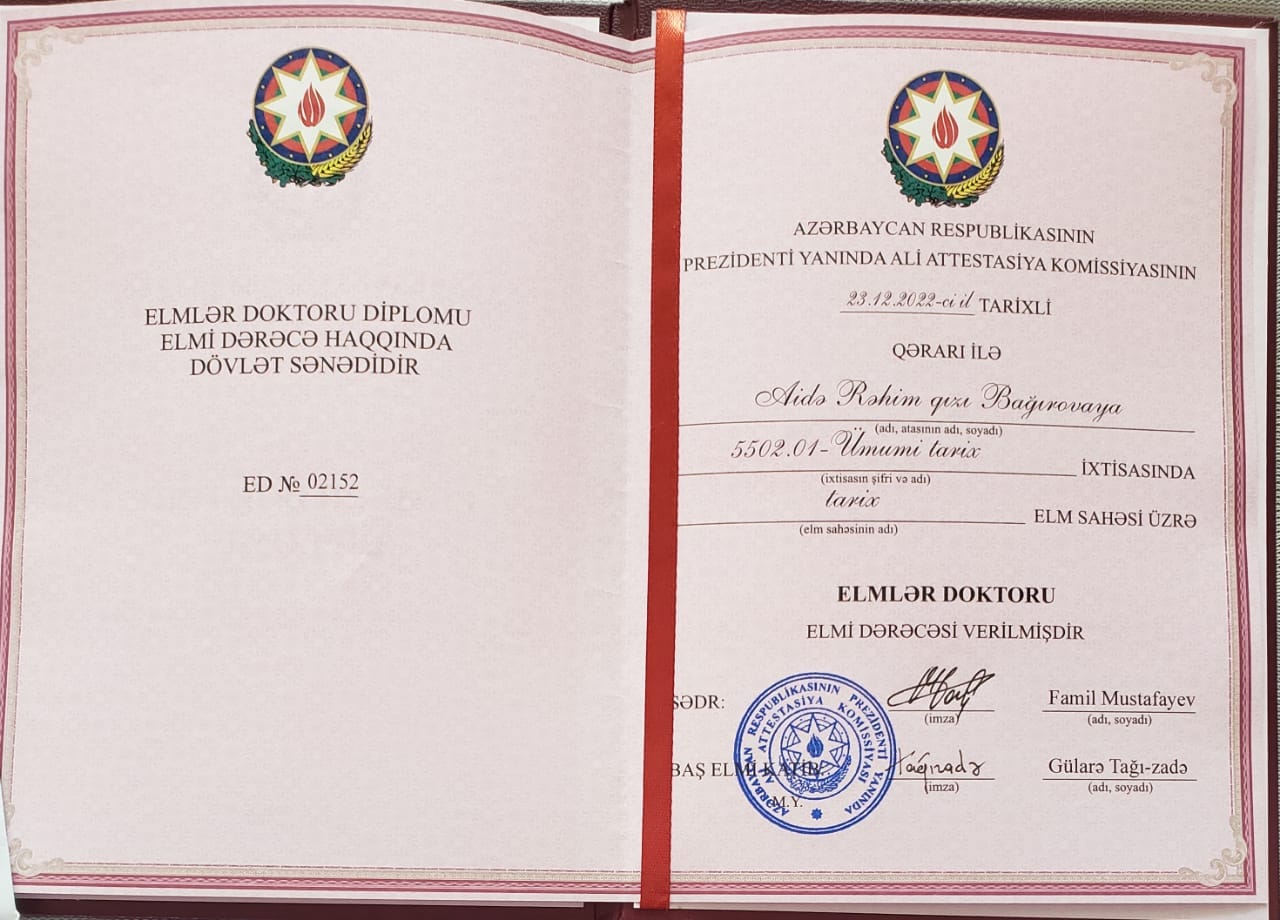 ELMLƏR DOKTORU DİPLOMU
ELMİ DƏRƏCƏ HAQQINDA
DÖVLƏT SƏNƏDİDİR
ED № 02152
AZƏRBAYCAN RESPUBLİKASININ
PREZİDENTİ YANINDA ALİ ATTESTASİYA KOMİSSİYASININ
23.12.2022-ci il TARİXLİ
QƏRARI İLƏ
Aidə Rəhim qızı Bağırovaya
(adı, atasının adı, soyadı)
5502.01-Ümumi tarix İXTİSASINDA
(ixtisasın şifri və adı)
tarix ELM SAHƏSİ ÜZRƏ
(elm sahəsinin adı)
ELMLƏR DOKTORU
ELMİ DƏRƏCƏSİ VERİLMİŞDİR
SƏDR: Famil Mustafayev
(imza) (adı, soyadı)
BAŞ ELMİ KATİB: Tağızadə Gülarə Tağı-zadə
(imza) (adı, soyadı)
M.Y.
AZƏRBAYCAN RESPUBLİKASININ PREZİDENTİ YANINDA
ALİ ATTESTASİYA KOMİSSİYASI